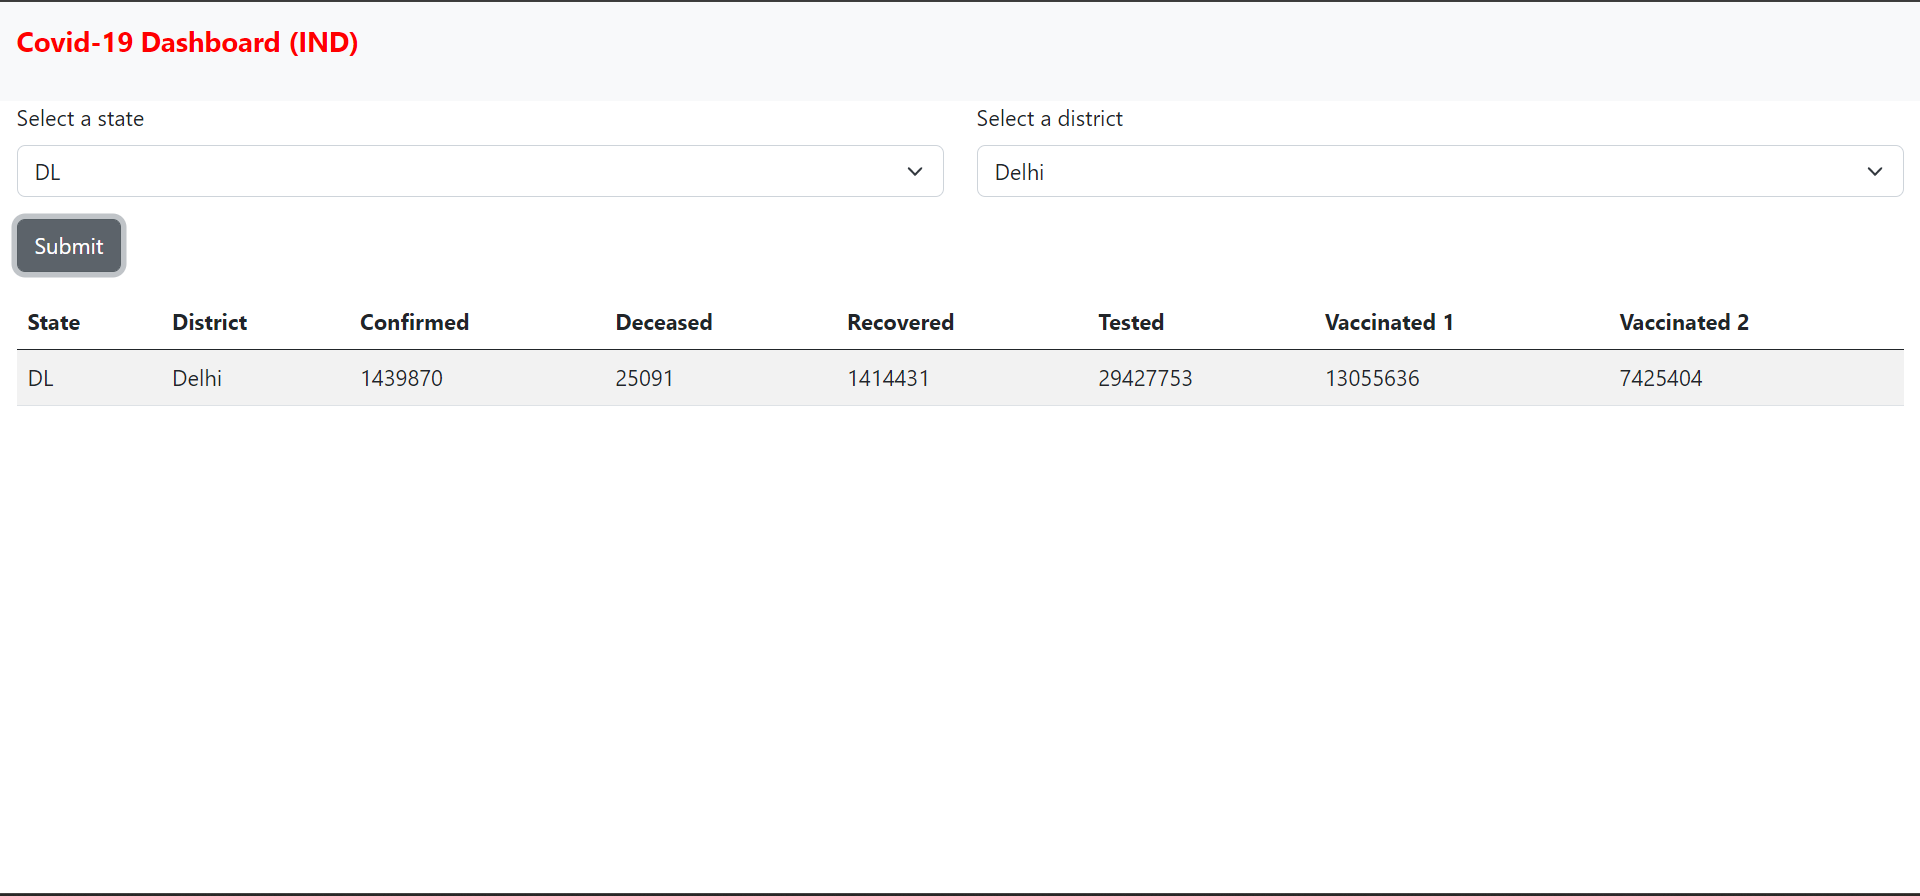 Covid-19 Dashboard (IND)
Select a state
Select a district
DL
Delhi
Submit
State District Confirmed Deceased Recovered Tested Vaccinated 1 Vaccinated 2
DL Delhi 1439870 25091 1414431 29427753 13055636 7425404